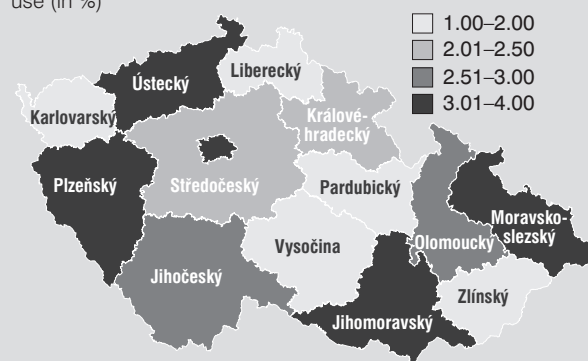 use (in %)
1.00–2.00
2.01–2.50
2.51–3.00
3.01–4.00
Liberecký
Ústecký
Karlovarský
Králové-
hradecký
Plzeňský
Středočeský
Pardubický
Moravsko-
slezský
Olomoucký
Vysočina
Jihočeský
Zlínský
Jihomoravský